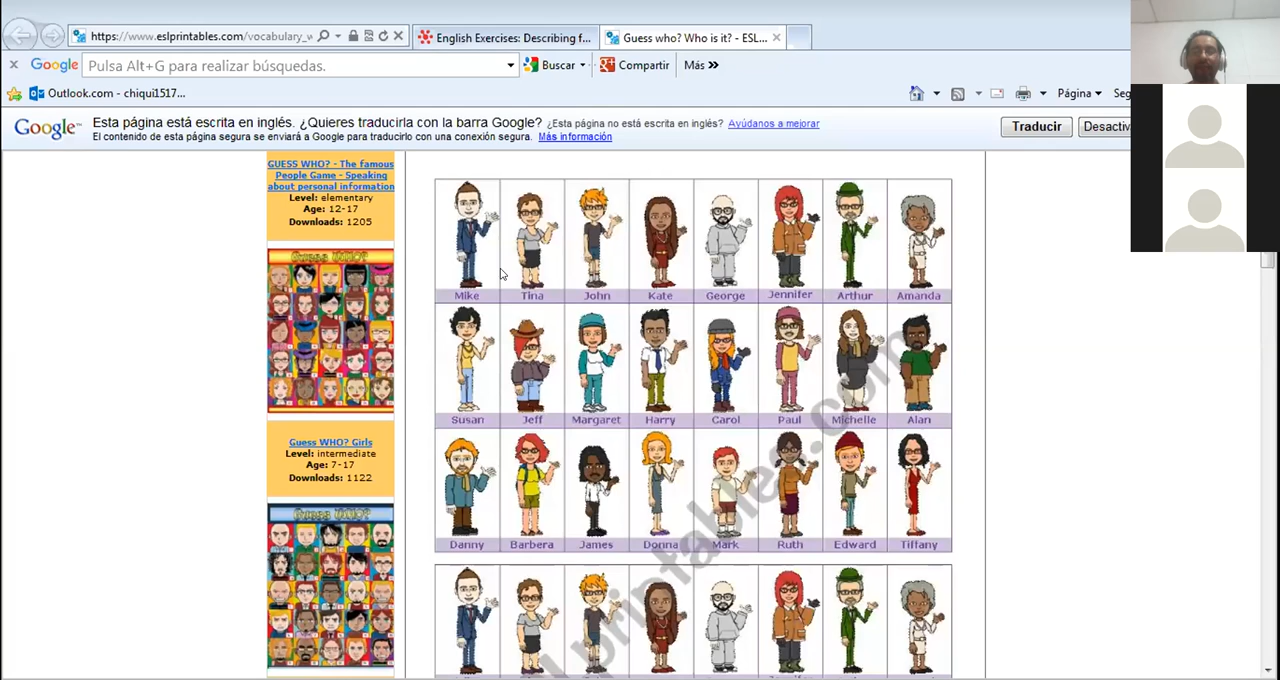 https://www.eslprintables.com/vocabulary_w
English Exercises: Describing f...
Guess who? Who is it? - ESL...
Google
Pulsa Alt+G para realizar búsquedas.
Buscar
Compartir
Más
Outlook.com - chiqui1517...
Página
Seg
Google
Esta página está escrita en inglés. ¿Quieres traducirla con la barra Google? ¿Esta página no está escrita en inglés? Ayúdanos a mejorar
El contenido de esta página segura se enviará a Google para traducirlo con una conexión segura. Más información
Traducir
Desactiv
GUESS WHO? - The famous
People Game - Speaking
about personal information
Level: elementary
Age: 12-17
Downloads: 1205
Guess WHO?
Guess WHO? Girls
Level: intermediate
Age: 7-17
Downloads: 1122
Guess WHO?
Mike Tina John Kate George Jennifer Arthur Amanda
Susan Jeff Margaret Harry Carol Paul Michelle Alan
Danny Barbera James Donna Mark Ruth Edward Tiffany
eslprintables.com